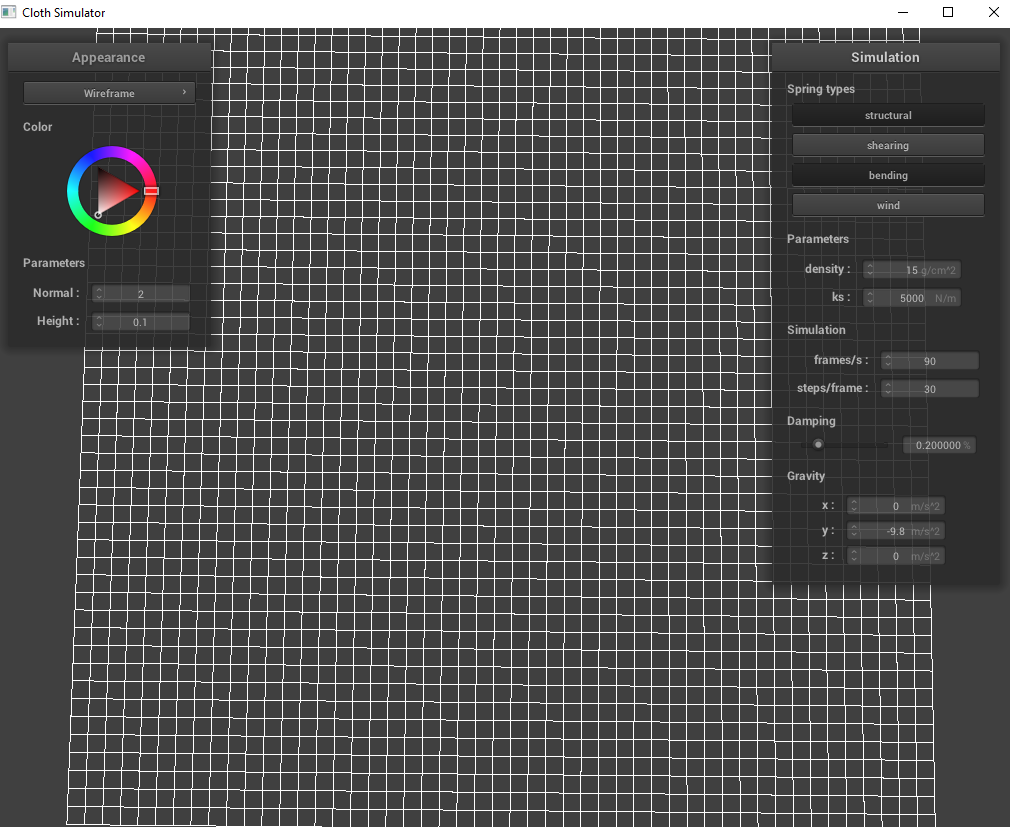 Cloth Simulator
Appearance
Wireframe
Color
Parameters
Normal : 2
Height : 0.1
Simulation
Spring types
structural
shearing
bending
wind
Parameters
density : 15 g/cm^2
ks : 5000 N/m
Simulation
frames/s : 90
steps/frame : 30
Damping
0.200000 %
Gravity
x : 0 m/s^2
y : -9.8 m/s^2
z : 0 m/s^2